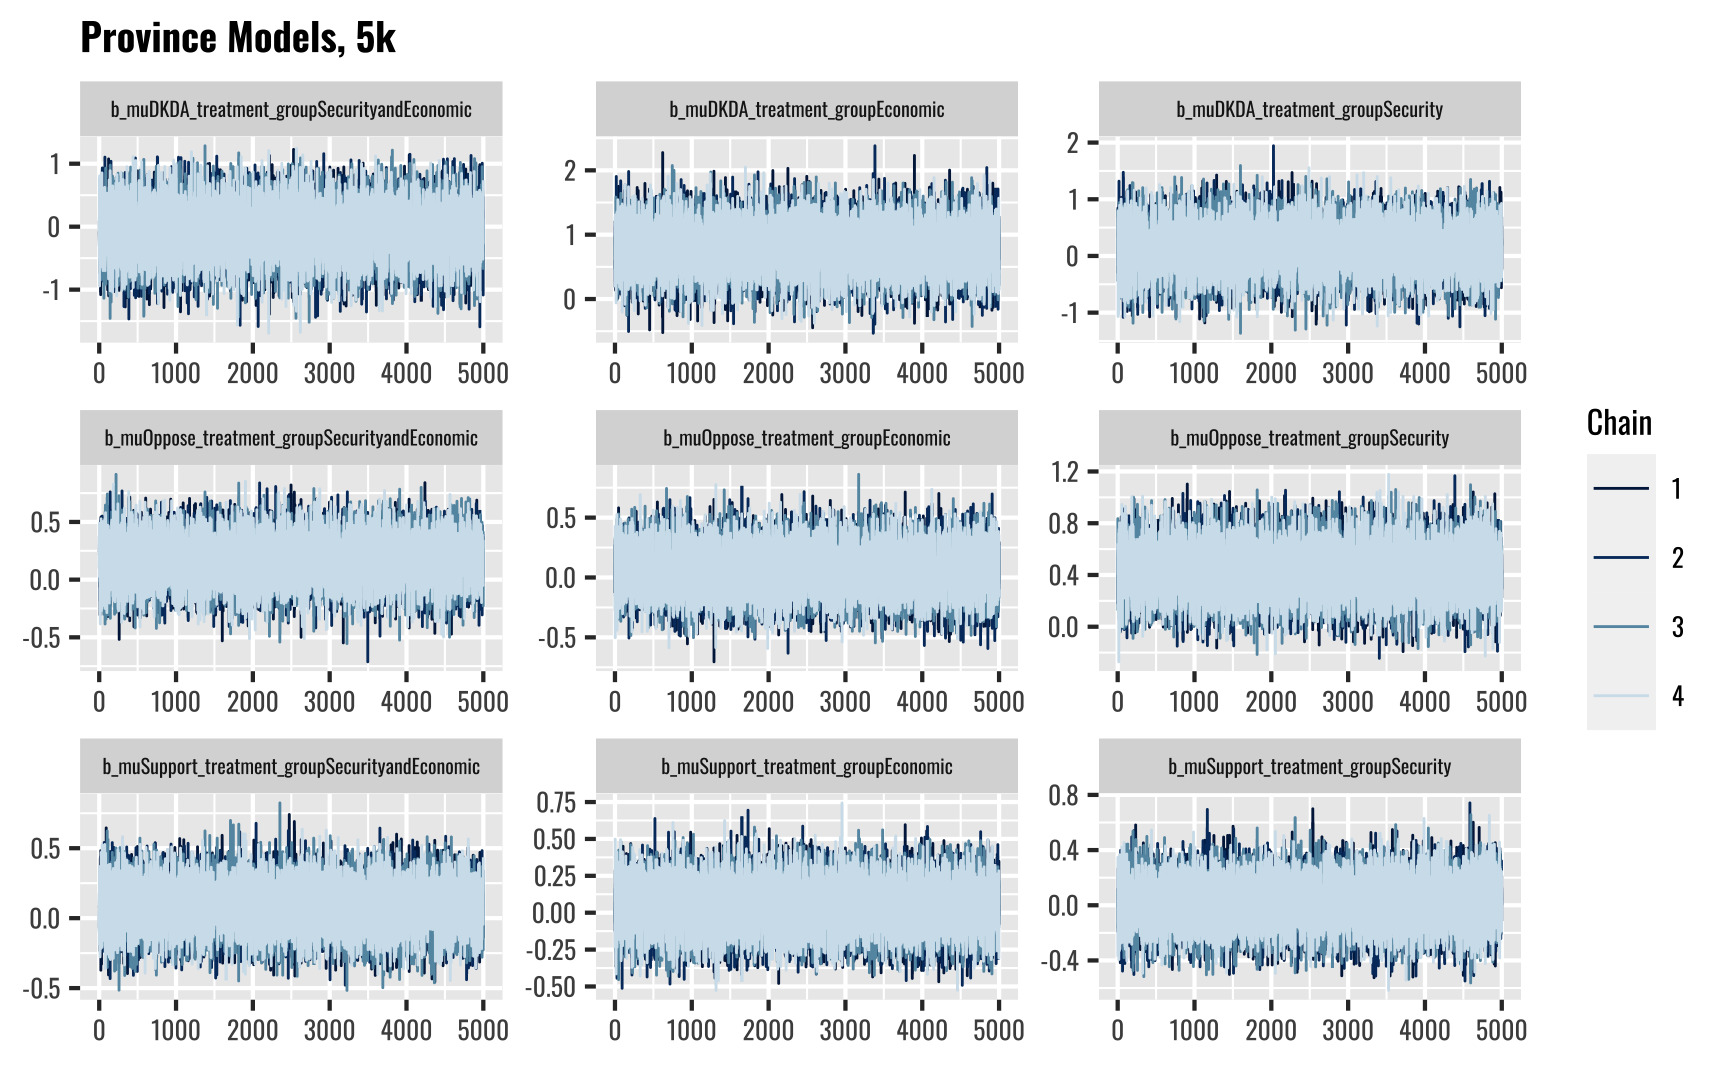 Province Models, 5k
b_muDKDA_treatment_groupSecurityandEconomic
b_muDKDA_treatment_groupEconomic
b_muDKDA_treatment_groupSecurity
1
0
-1
0 1000 2000 3000 4000 5000
2
1
0
0 1000 2000 3000 4000 5000
2
1
0
-1
0 1000 2000 3000 4000 5000
b_muOppose_treatment_groupSecurityandEconomic
b_muOppose_treatment_groupEconomic
b_muOppose_treatment_groupSecurity
0.5
0.0
-0.5
0 1000 2000 3000 4000 5000
0.5
0.0
-0.5
0 1000 2000 3000 4000 5000
1.2
0.8
0.4
0.0
0 1000 2000 3000 4000 5000
b_muSupport_treatment_groupSecurityandEconomic
b_muSupport_treatment_groupEconomic
b_muSupport_treatment_groupSecurity
0.5
0.0
-0.5
0 1000 2000 3000 4000 5000
0.75
0.50
0.25
0.00
-0.25
-0.50
0 1000 2000 3000 4000 5000
0.8
0.4
0.0
-0.4
0 1000 2000 3000 4000 5000
Chain
1
2
3
4